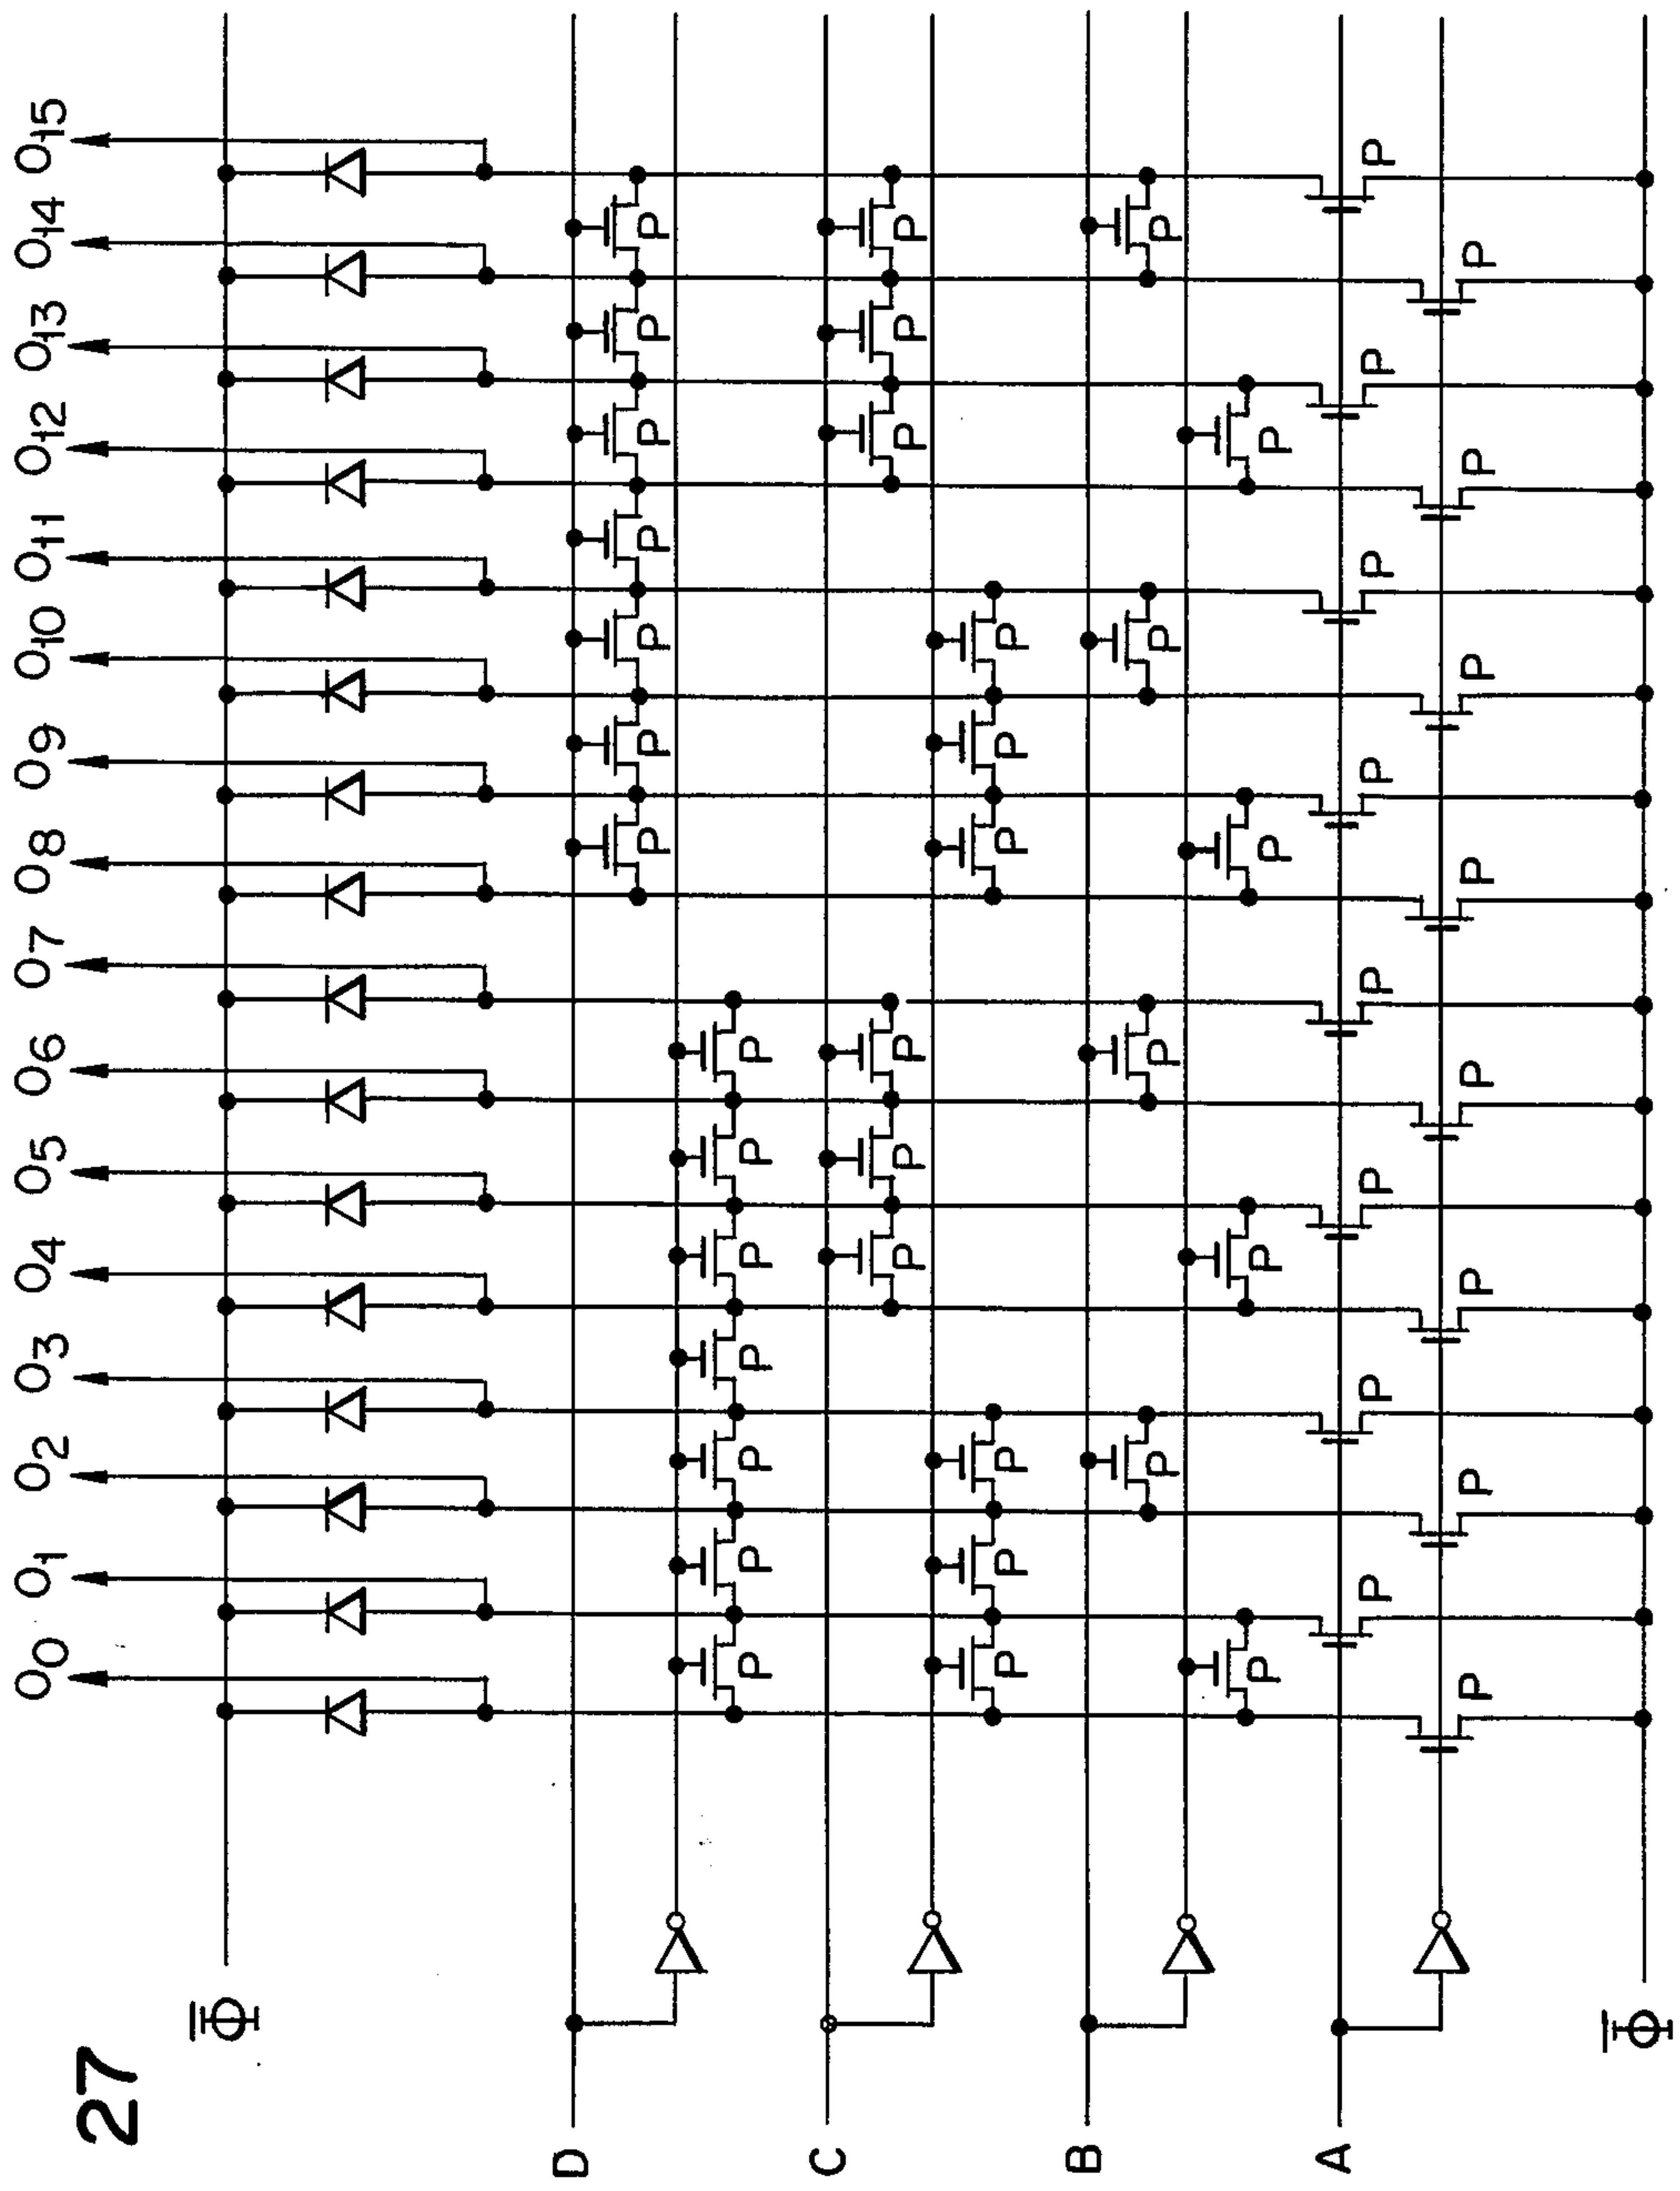 O0 O1 O2 O3 O4 O5 O6 O7 O8 O9 O10 O11 O12 O13 O14 O15
27
Φ̅
D
P P P P P P P
P P P P P P P
C
P P P P P P
P P P P P P
B
P P P P
P P P P
A
P P P P P P P P
P P P P P P P P
Φ̅